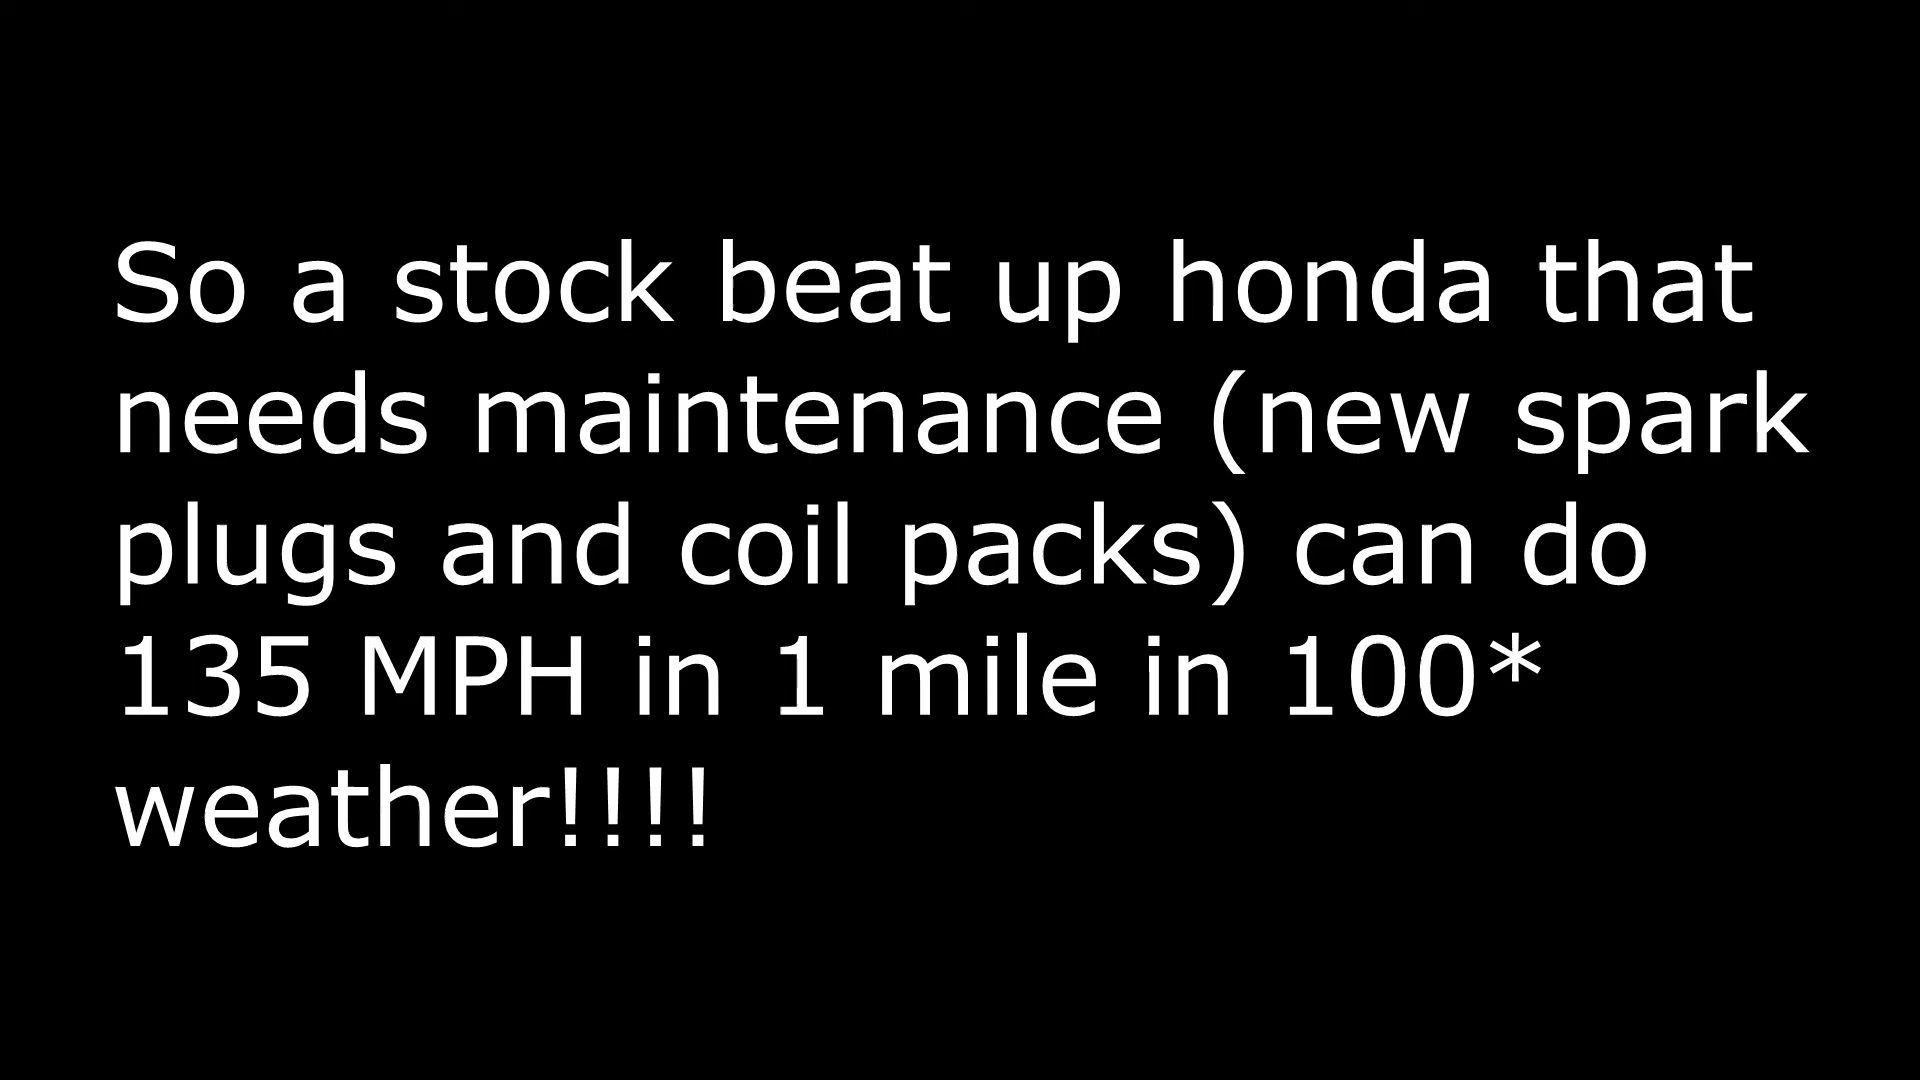 So a stock beat up honda that
needs maintenance (new spark
plugs and coil packs) can do
135 MPH in 1 mile in 100*
weather!!!!